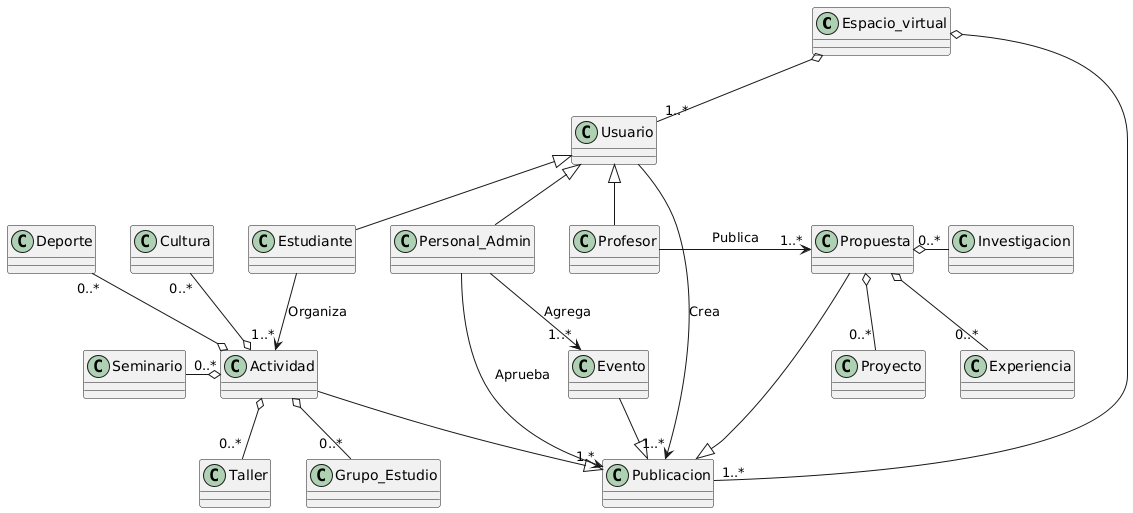 C Espacio_virtual
1..*
C Usuario
C Deporte
C Cultura
C Estudiante
C Personal_Admin
C Profesor
Publica
1..*
C Propuesta
0..*
C Investigacion
0..*
0..*
Organiza
1..*
Agrega
1..*
Crea
0..*
0..*
C Seminario
0..*
C Actividad
Aprueba
C Evento
C Proyecto
C Experiencia
0..*
0..*
1.*
1..*
1..*
C Taller
C Grupo_Estudio
C Publicacion